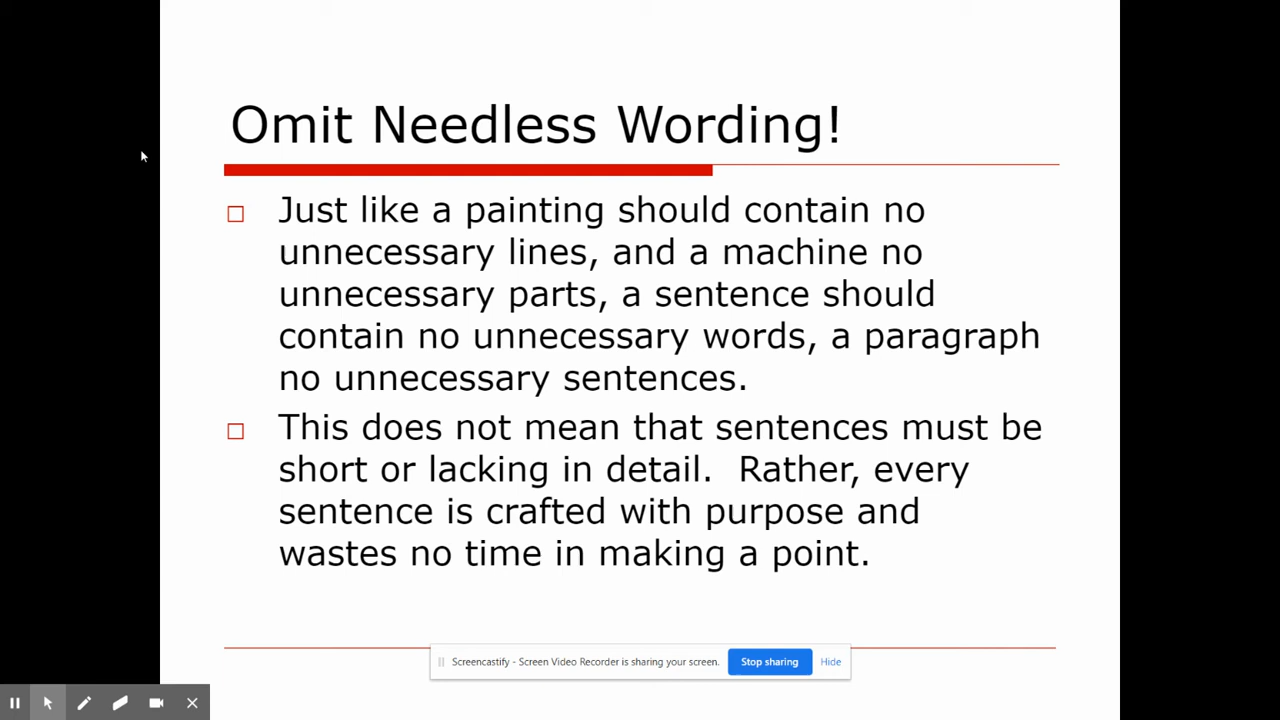 Omit Needless Wording!
Just like a painting should contain no
unnecessary lines, and a machine no
unnecessary parts, a sentence should
contain no unnecessary words, a paragraph
no unnecessary sentences.
This does not mean that sentences must be
short or lacking in detail.  Rather, every
sentence is crafted with purpose and
wastes no time in making a point.
Screencastify - Screen Video Recorder is sharing your screen. Stop sharing Hide